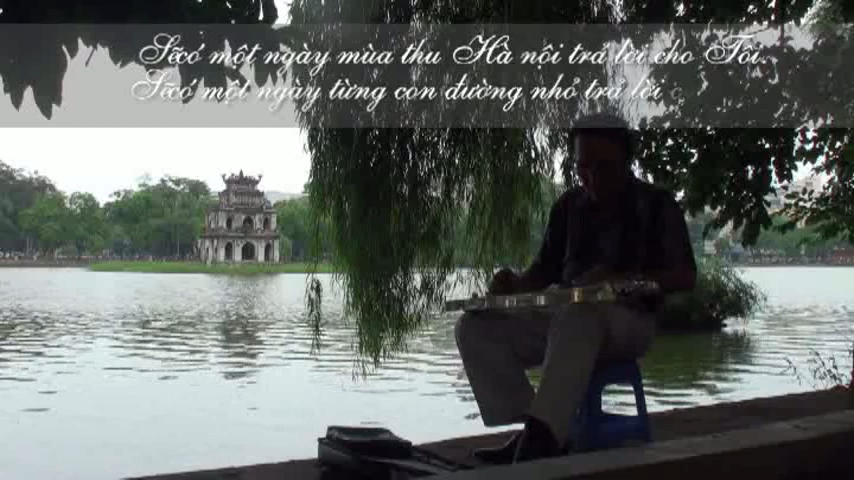 Sẽ có một ngày mùa thu Hà nội trả lời cho Tôi
Sẽ có một ngày từng con đường nhỏ trả lời c